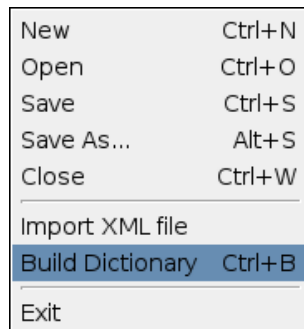 New Ctrl+N
Open Ctrl+O
Save Ctrl+S
Save As... Alt+S
Close Ctrl+W
Import XML file
Build Dictionary Ctrl+B
Exit